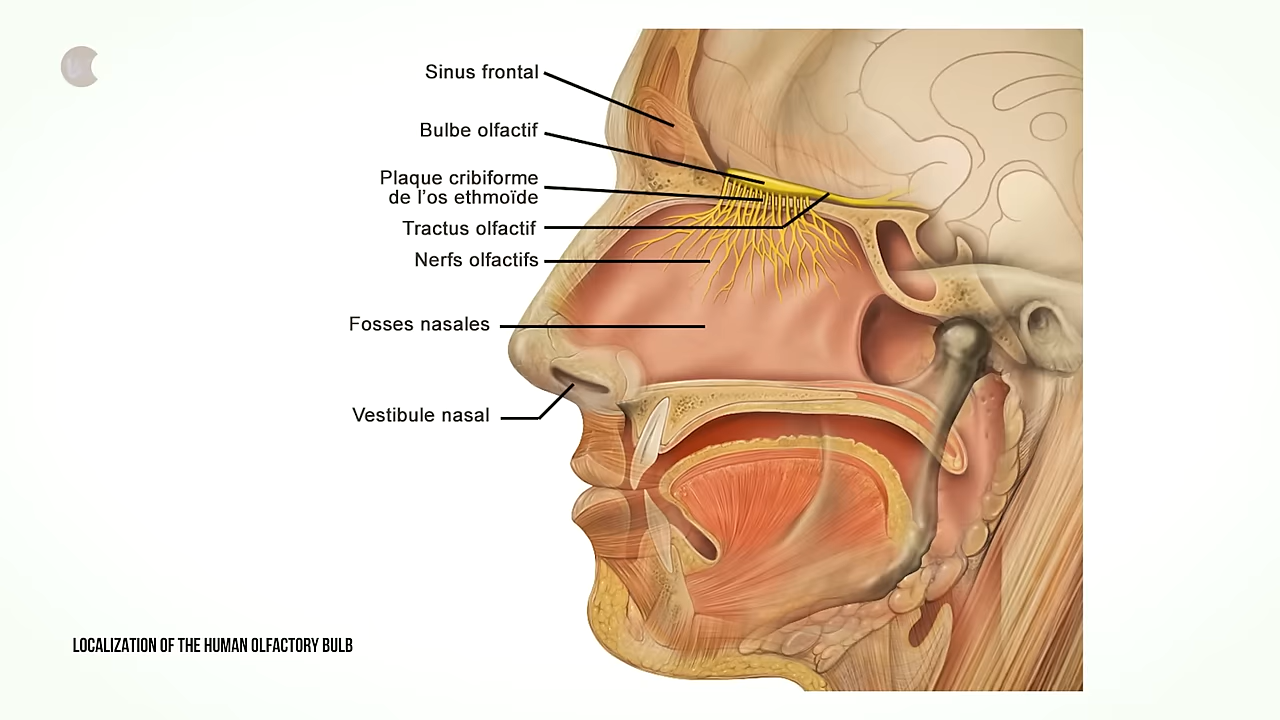 Sinus frontal
Bulbe olfactif
Plaque cribiforme
de l'os ethmoïde
Tractus olfactif
Nerfs olfactifs
Fosses nasales
Vestibule nasal
LOCALIZATION OF THE HUMAN OLFACTORY BULB